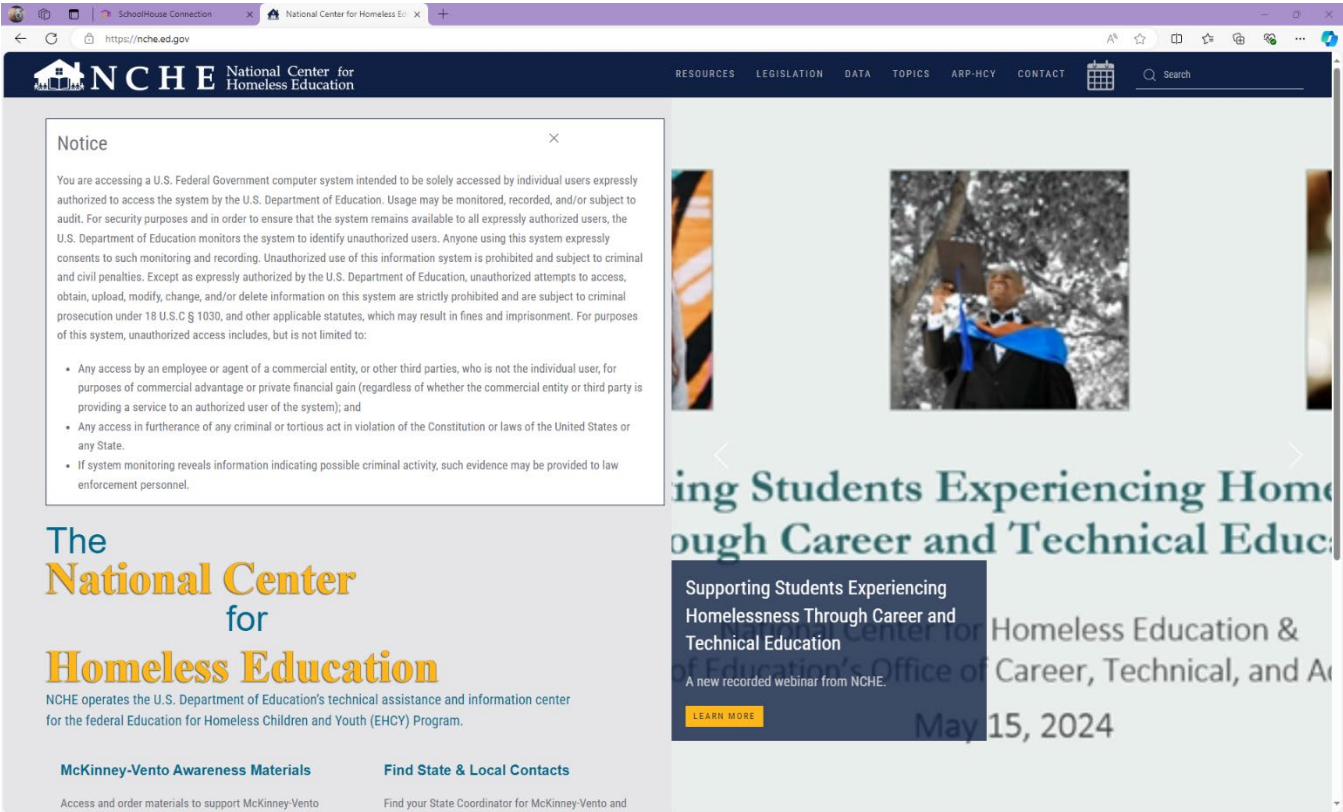 SchoolHouse Connection
National Center for Homeless Ed
https://nche.ed.gov
NCHE National Center for
Homeless Education
RESOURCES LEGISLATION DATA TOPICS ARP-HCY CONTACT Search
Notice
You are accessing a U.S. Federal Government computer system intended to be solely accessed by individual users expressly
authorized to access the system by the U.S. Department of Education. Usage may be monitored, recorded, and/or subject to
audit. For security purposes and in order to ensure that the system remains available to all expressly authorized users, the
U.S. Department of Education monitors the system to identify unauthorized users. Anyone using this system expressly
consents to such monitoring and recording. Unauthorized use of this information system is prohibited and subject to criminal
and civil penalties. Except as expressly authorized by the U.S. Department of Education, unauthorized attempts to access,
obtain, upload, modify, change, and/or delete information on this system are strictly prohibited and are subject to criminal
prosecution under 18 U.S.C § 1030, and other applicable statutes, which may result in fines and imprisonment. For purposes
of this system, unauthorized access includes, but is not limited to:
• Any access by an employee or agent of a commercial entity, or other third parties, who is not the individual user, for
purposes of commercial advantage or private financial gain (regardless of whether the commercial entity or third party is
providing a service to an authorized user of the system); and
• Any access in furtherance of any criminal or tortious act in violation of the Constitution or laws of the United States or
any State.
• If system monitoring reveals information indicating possible criminal activity, such evidence may be provided to law
enforcement personnel.
The
National Center
for
Homeless Education
NCHE operates the U.S. Department of Education's technical assistance and information center
for the federal Education for Homeless Children and Youth (EHCY) Program.
McKinney-Vento Awareness Materials
Access and order materials to support McKinney-Vento
Find State & Local Contacts
Find your State Coordinator for McKinney-Vento and
ing Students Experiencing Hom
ough Career and Technical Educ
Supporting Students Experiencing
Homelessness Through Career and
Technical Education
A new recorded webinar from NCHE.
LEARN MORE
National Center for Homeless Education &
of Education's Office of Career, Technical, and A
May 15, 2024